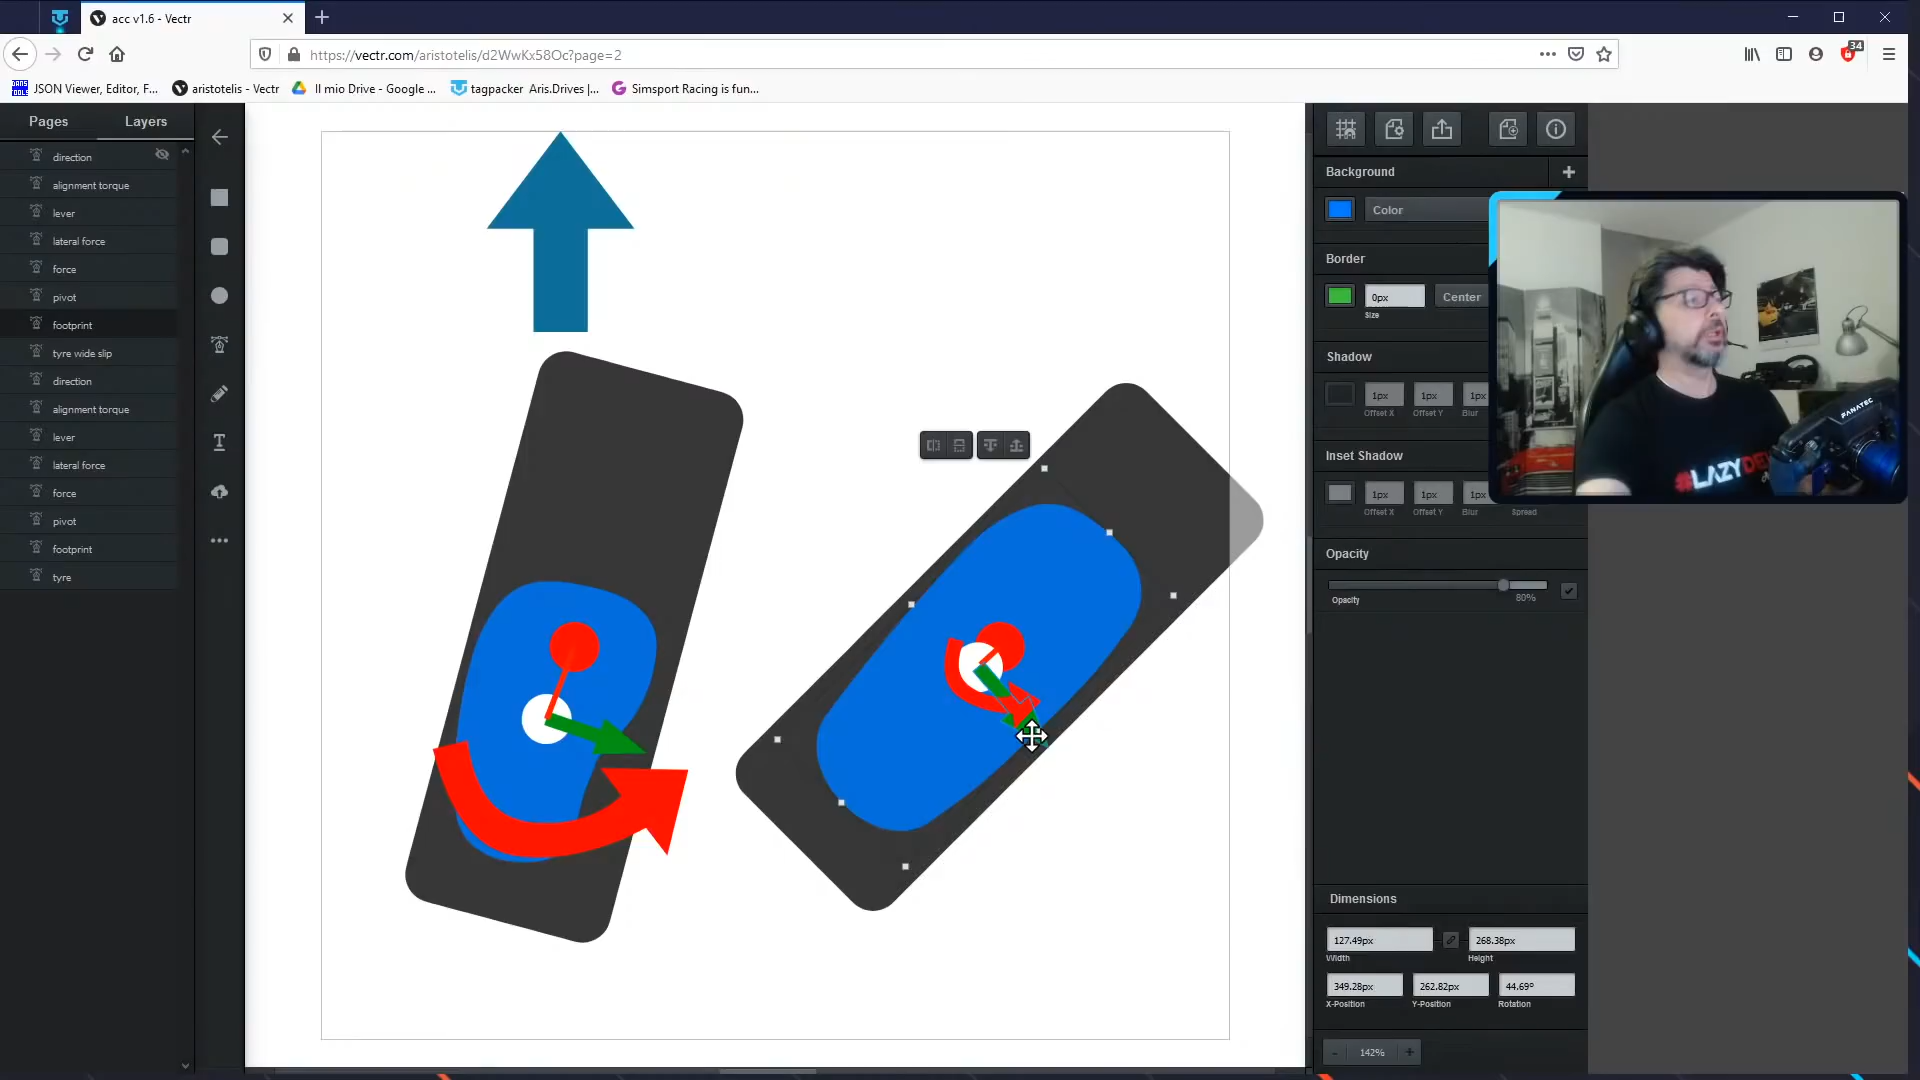 acc v1.6 - Vectr
https://vectr.com/aristotelis/d2WwKx58Oc?page=2
34
JSON Viewer, Editor, F...
aristotelis - Vectr
Il mio Drive - Google ...
tagpacker Aris.Drives |...
Simsport Racing is fun...
Pages
Layers
direction
alignment torque
lever
lateral force
force
pivot
footprint
tyre wide slip
direction
alignment torque
lever
lateral force
force
pivot
footprint
tyre
Background
Color
Border
0px
Center
Size
Shadow
1px
1px
1px
Offset X
Offset Y
Blur
Inset Shadow
1px
1px
1px
Offset X
Offset Y
Blur
Spread
Opacity
Opacity
80%
Dimensions
127.49px
268.38px
Width
Height
349.28px
262.82px
44.69º
X-Position
Y-Position
Rotation
- 142% +
FANATEC
#LAZYDE